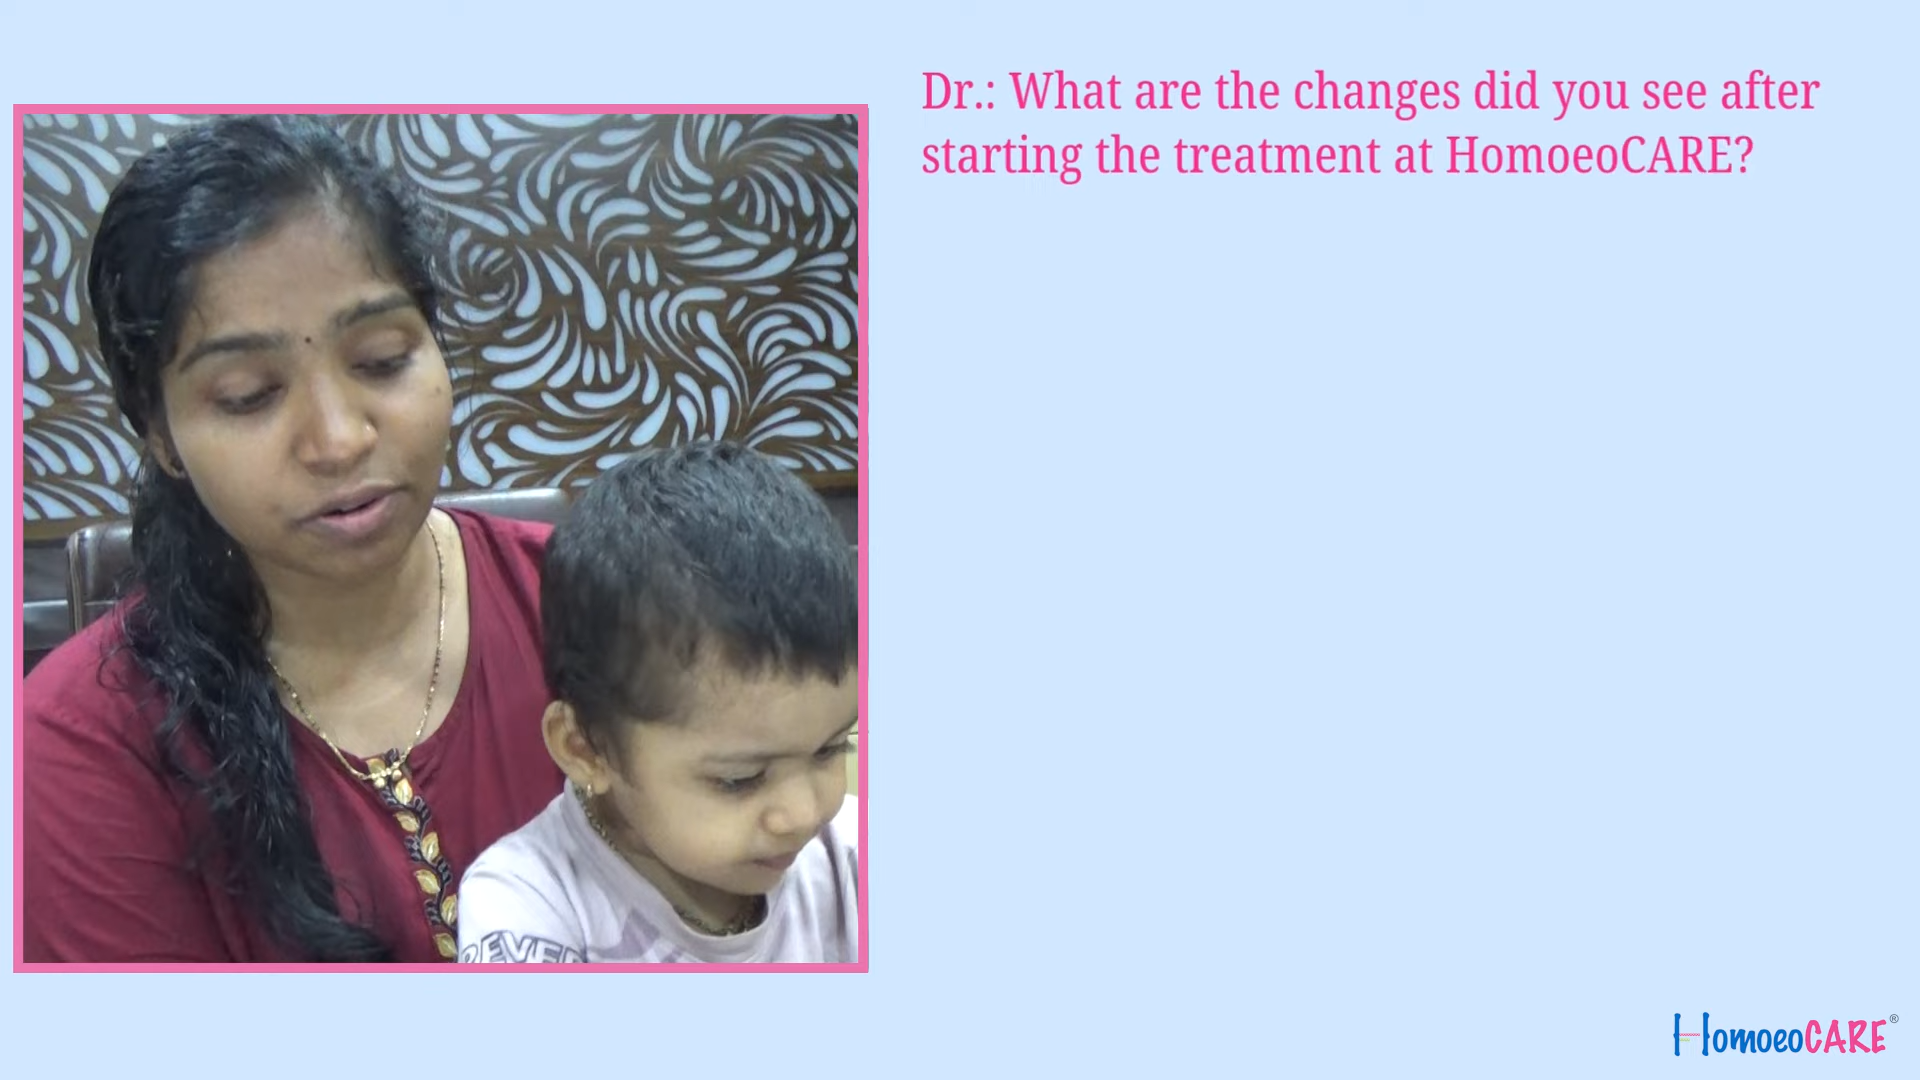 Dr.: What are the changes did you see after
starting the treatment at HomoeoCARE?
HomoeoCARE®